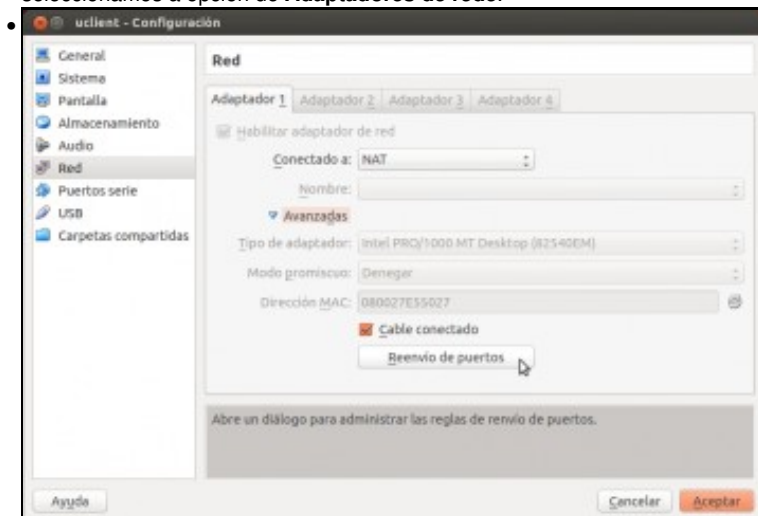 seleccionamos a opción de Adaptadores de rede.
uclient - Configuración
General
Sistema
Pantalla
Almacenamiento
Audio
Red
Puertos serie
USB
Carpetas compartidas
Red
Adaptador 1 Adaptador 2 Adaptador 3 Adaptador 4
Habilitar adaptador de red
Conectado a: NAT
Nombre:
Avanzadas
Tipo de adaptador: Intel PRO/1000 MT Desktop (82540EM)
Modo promiscuo: Denegar
Dirección MAC: 080027E55027
Cable conectado
Reenvío de puertos
Abre un diálogo para administrar las reglas de renvío de puertos.
Ayuda Cancelar Aceptar